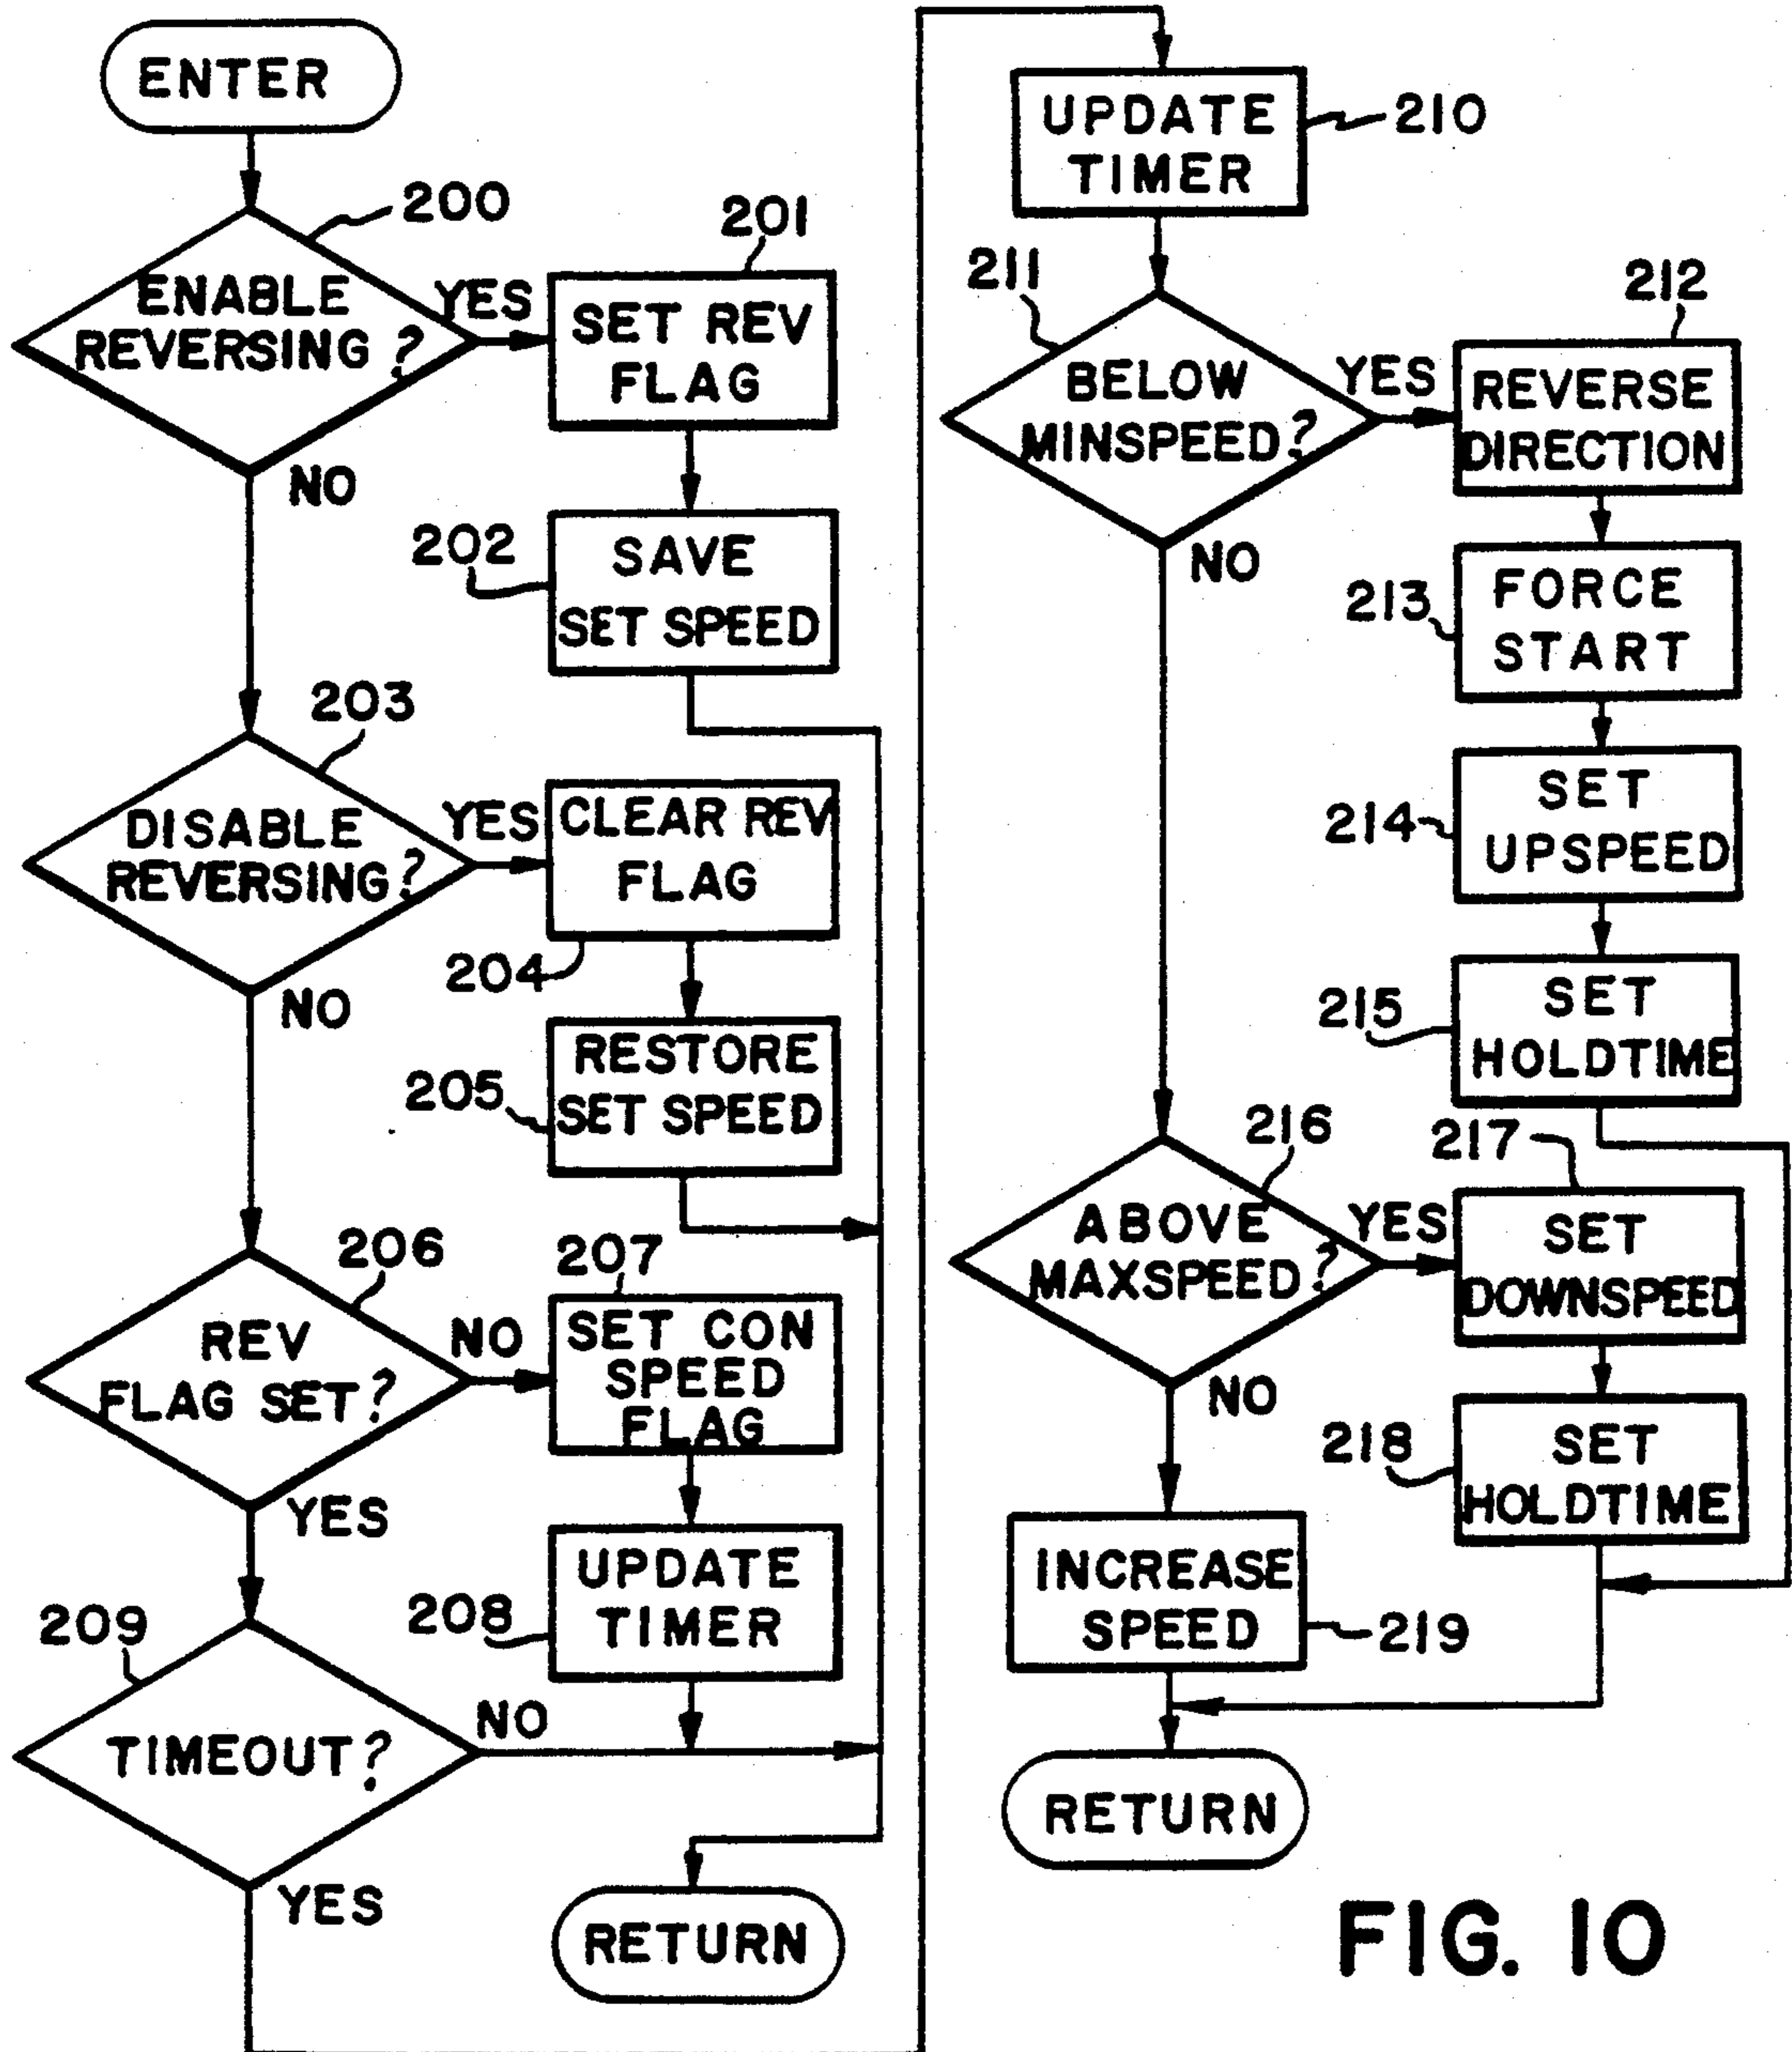 ENTER
200
ENABLE
REVERSING ?
YES
NO
201
SET REV
FLAG
202
SAVE
SET SPEED
203
DISABLE
REVERSING?
YES
NO
CLEAR REV
FLAG
204
RESTORE
SET SPEED
205
206
REV
FLAG SET?
NO
YES
207
SET CON
SPEED
FLAG
UPDATE
TIMER
208
209
TIMEOUT?
NO
YES
RETURN
UPDATE
TIMER
210
211
BELOW
MINSPEED?
YES
NO
212
REVERSE
DIRECTION
213
FORCE
START
214
SET
UPSPEED
215
SET
HOLDTIME
216
ABOVE
MAXSPEED?
YES
NO
217
SET
DOWNSPEED
218
SET
HOLDTIME
INCREASE
SPEED
219
RETURN
FIG. 10